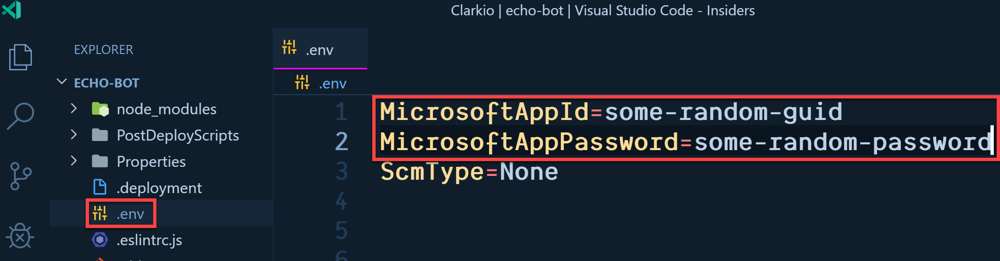 Clarkio | echo-bot | Visual Studio Code - Insiders
EXPLORER
ECHO-BOT
node_modules
PostDeployScripts
Properties
.deployment
.env
.eslintrc.js
.env
.env
1 MicrosoftAppId=some-random-guid
2 MicrosoftAppPassword=some-random-password
3 ScmType=None
4
5
6